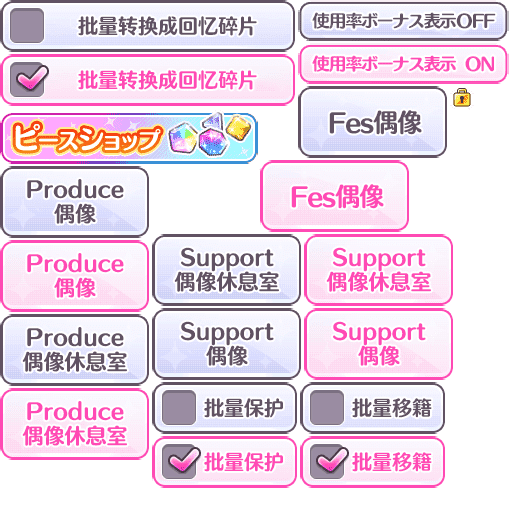 批量转换成回忆碎片
使用率ボーナス表示OFF
批量转换成回忆碎片
使用率ボーナス表示 ON
Fes偶像
ピースショップ
Produce
偶像
Fes偶像
Produce
偶像
Support
偶像休息室
Support
偶像休息室
Produce
偶像休息室
Support
偶像
Support
偶像
Produce
偶像休息室
批量保护
批量移籍
批量保护
批量移籍